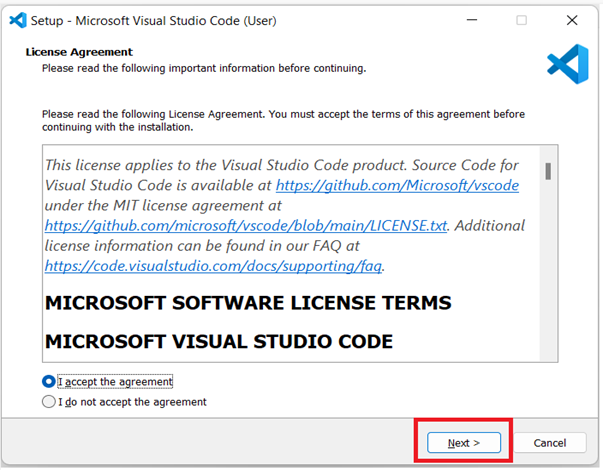 Setup - Microsoft Visual Studio Code (User)
License Agreement
Please read the following important information before continuing.
Please read the following License Agreement. You must accept the terms of this agreement before
continuing with the installation.
This license applies to the Visual Studio Code product. Source Code for
Visual Studio Code is available at https://github.com/Microsoft/vscode
under the MIT license agreement at
https://github.com/microsoft/vscode/blob/main/LICENSE.txt. Additional
license information can be found in our FAQ at
https://code.visualstudio.com/docs/supporting/faq.
MICROSOFT SOFTWARE LICENSE TERMS
MICROSOFT VISUAL STUDIO CODE
I accept the agreement
I do not accept the agreement
Next > Cancel